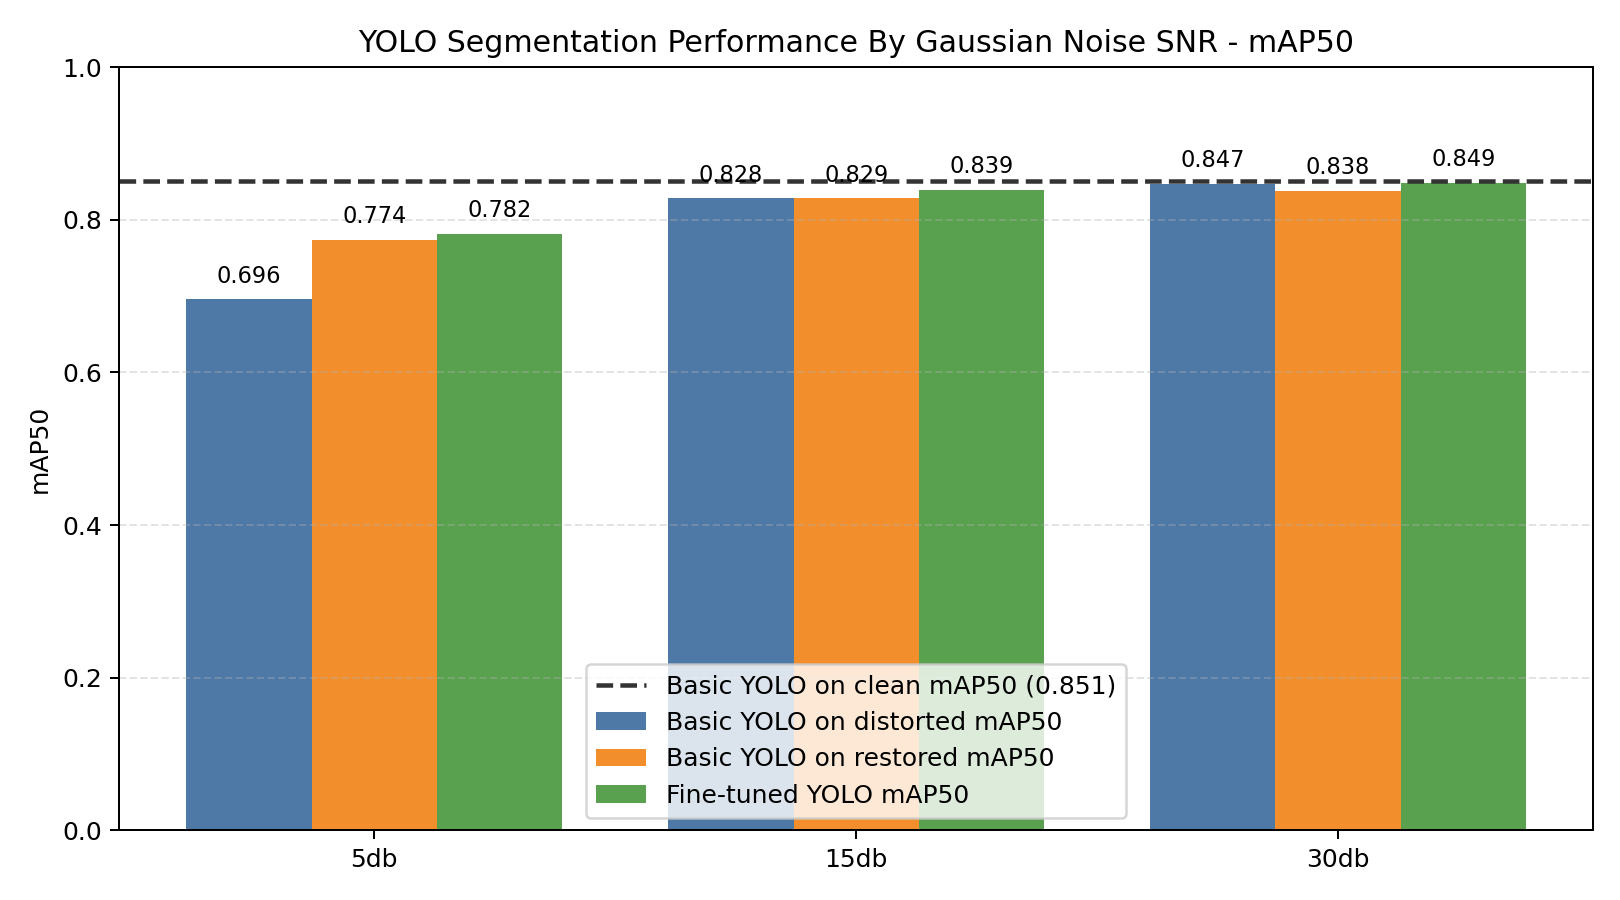 YOLO Segmentation Performance By Gaussian Noise SNR - mAP50
mAP50
1.0
0.8
0.6
0.4
0.2
0.0
0.696
0.774
0.782
0.828
0.829
0.839
0.847
0.838
0.849
Basic YOLO on clean mAP50 (0.851)
Basic YOLO on distorted mAP50
Basic YOLO on restored mAP50
Fine-tuned YOLO mAP50
5db
15db
30db